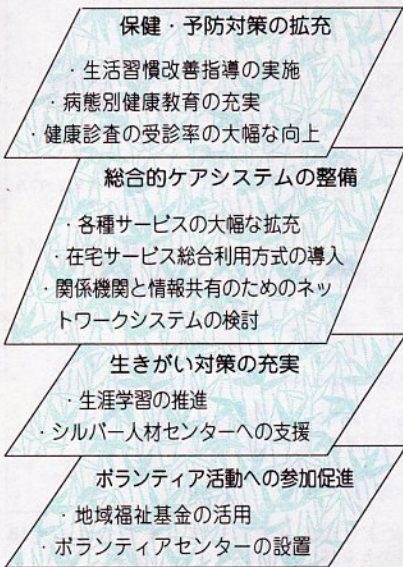 保健・予防対策の拡充
・生活習慣改善指導の実施
・病態別健康教育の充実
・健康診査の受診率の大幅な向上
総合的ケアシステムの整備
・各種サービスの大幅な拡充
・在宅サービス総合利用方式の導入
・関係機関と情報共有のためのネッ
トワークシステムの検討
生きがい対策の充実
・生涯学習の推進
・シルバー人材センターへの支援
ボランティア活動への参加促進
・地域福祉基金の活用
・ボランティアセンターの設置